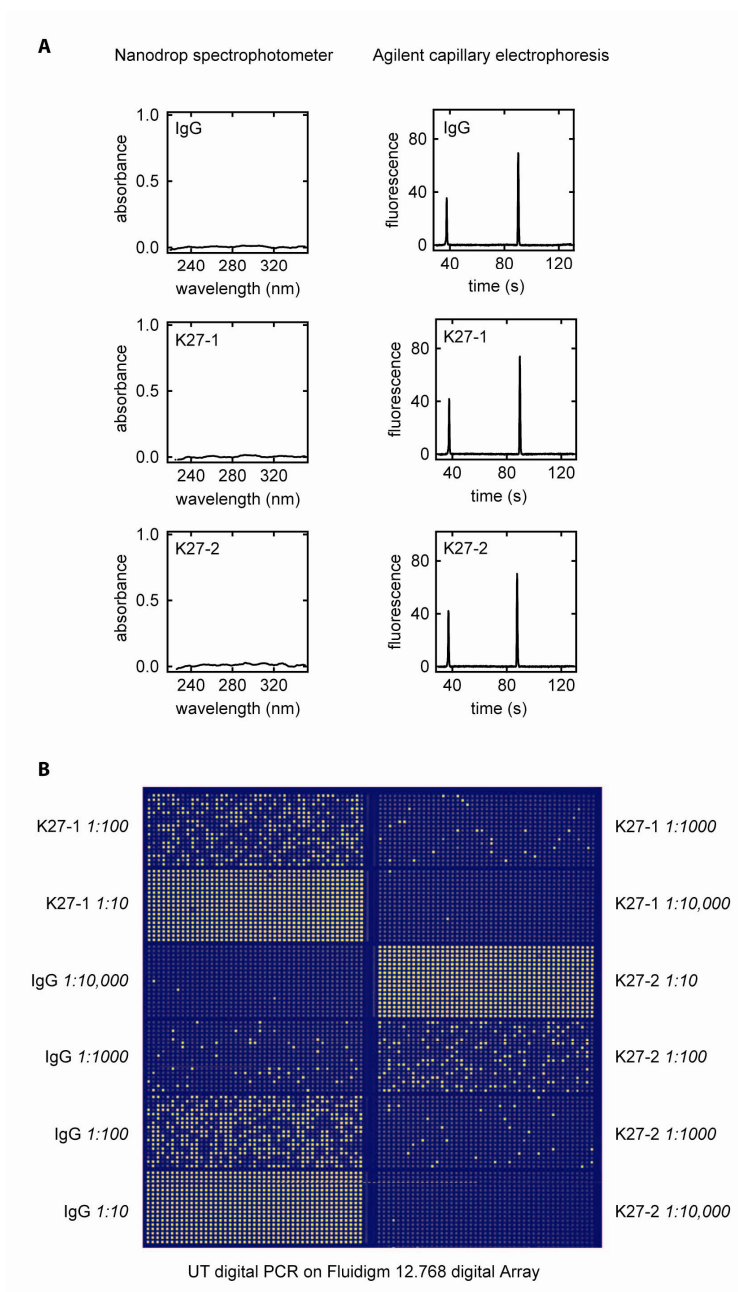 A
Nanodrop spectrophotometer
Agilent capillary electrophoresis
1.0
0.5
0.0
absorbance
IgG
240 280 320
wavelength (nm)
80
40
0
fluorescence
IgG
40 80 120
time (s)
1.0
0.5
0.0
absorbance
K27-1
240 280 320
wavelength (nm)
80
40
0
fluorescence
K27-1
40 80 120
time (s)
1.0
0.5
0.0
absorbance
K27-2
240 280 320
wavelength (nm)
80
40
0
fluorescence
K27-2
40 80 120
time (s)
B
K27-1 1:100
K27-1 1:1000
K27-1 1:10
K27-1 1:10,000
IgG 1:10,000
K27-2 1:10
IgG 1:1000
K27-2 1:100
IgG 1:100
K27-2 1:1000
IgG 1:10
K27-2 1:10,000
UT digital PCR on Fluidigm 12.768 digital Array